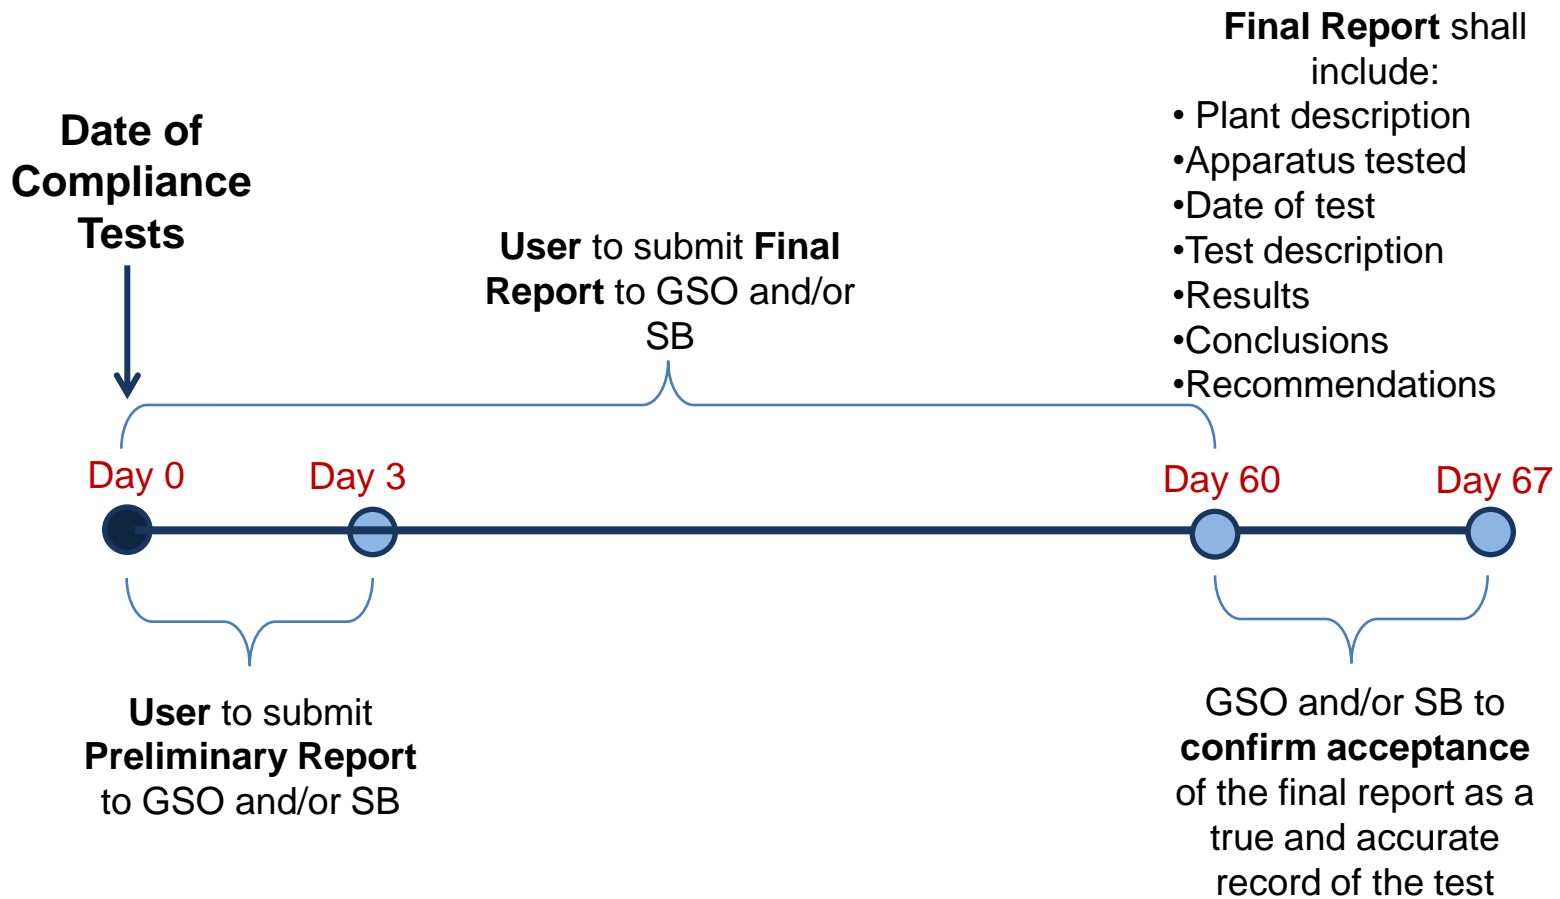 Date of
Compliance
Tests
User to submit Final
Report to GSO and/or
SB
Final Report shall
include:
• Plant description
•Apparatus tested
•Date of test
•Test description
•Results
•Conclusions
•Recommendations
Day 0
Day 3
Day 60
Day 67
User to submit
Preliminary Report
to GSO and/or SB
GSO and/or SB to
confirm acceptance
of the final report as a
true and accurate
record of the test